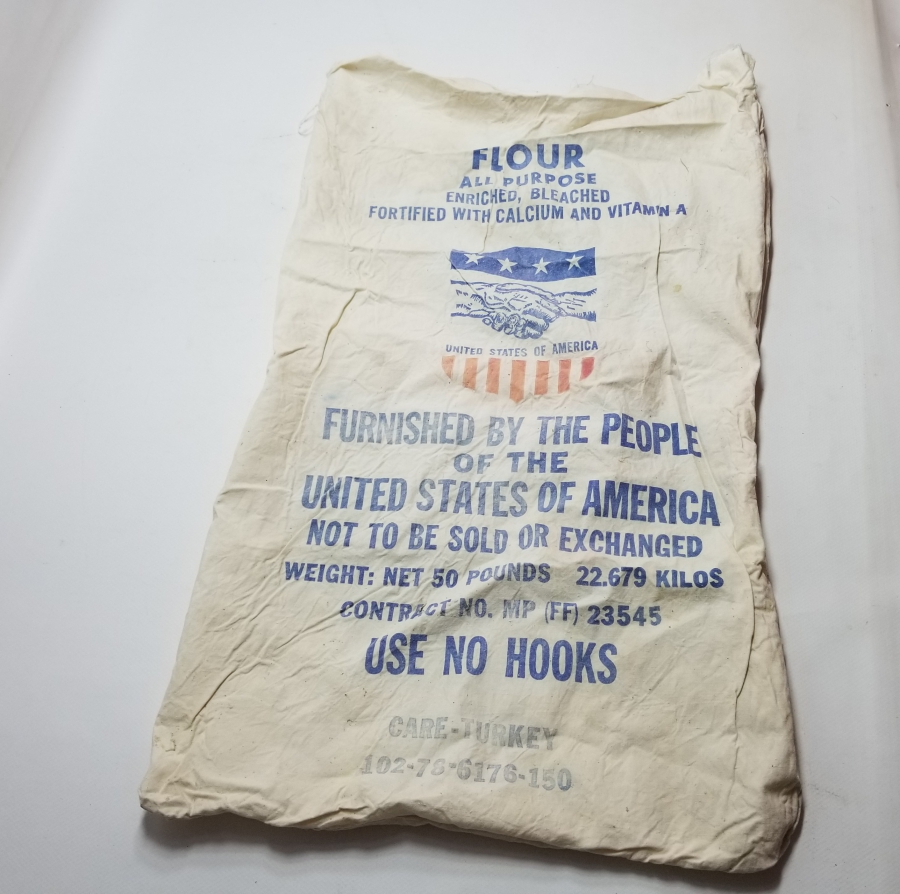 FLOUR
ALL PURPOSE
ENRICHED, BLEACHED
FORTIFIED WITH CALCIUM AND VITAMIN A
UNITED STATES OF AMERICA
FURNISHED BY THE PEOPLE
OF THE
UNITED STATES OF AMERICA
NOT TO BE SOLD OR EXCHANGED
WEIGHT: NET 50 POUNDS 22.679 KILOS
CONTRACT NO. MP (FF) 23545
USE NO HOOKS
CARE-TURKEY
102-78-6176-150